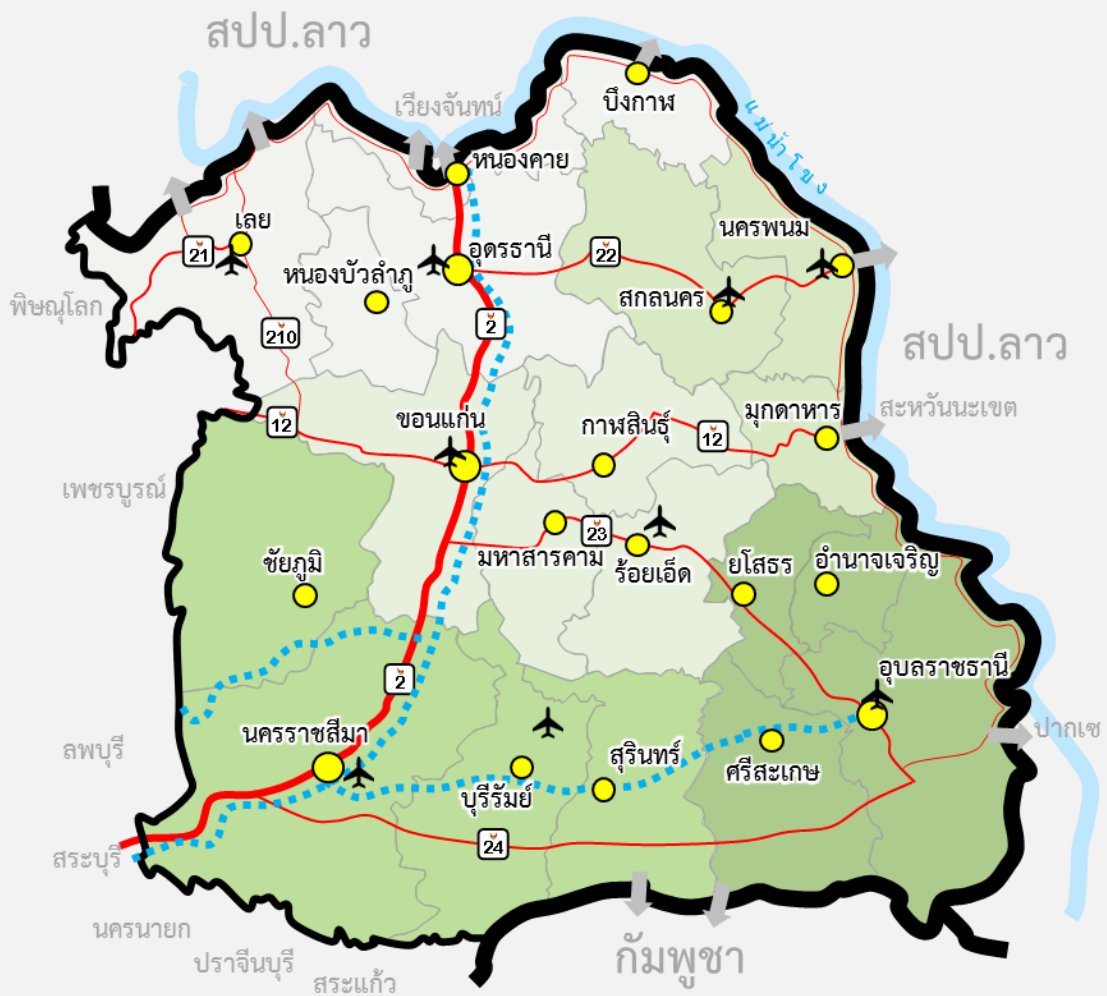 สปป.ลาว
เวียงจันทน์
บึงกาฬ
แม่น้ำโขง
หนองคาย
เลย
นครพนม
21
อุดรธานี
22
หนองบัวลำภู
สกลนคร
พิษณุโลก
2
210
สปป.ลาว
ขอนแก่น
กาฬสินธุ์
มุกดาหาร
สะหวันนะเขต
12
12
เพชรบูรณ์
23
มหาสารคาม
ร้อยเอ็ด
ยโสธร
อำนาจเจริญ
ชัยภูมิ
อุบลราชธานี
2
นครราชสีมา
ปากเซ
ลพบุรี
บุรีรัมย์
สุรินทร์
ศรีสะเกษ
24
สระบุรี
นครนายก
ปราจีนบุรี
กัมพูชา
สระแก้ว